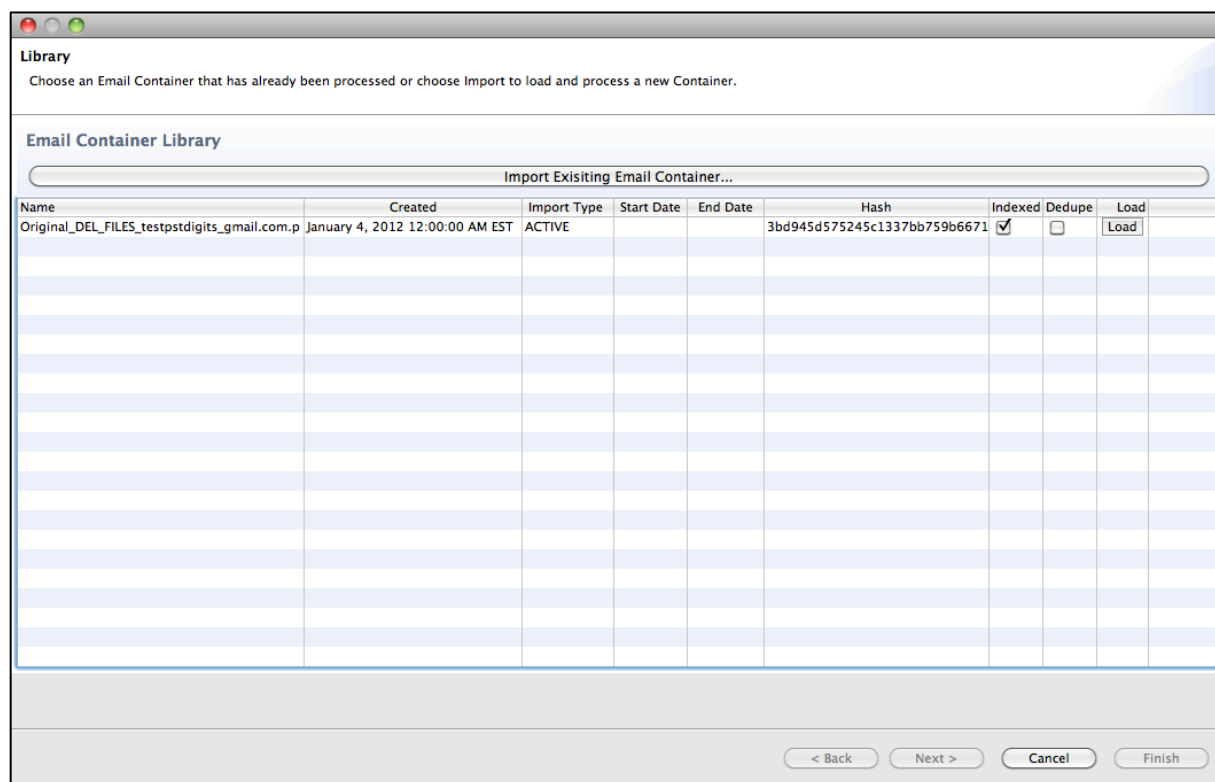 Library
Choose an Email Container that has already been processed or choose Import to load and process a new Container.
Email Container Library
Import Exisiting Email Container...
Name Created Import Type Start Date End Date Hash Indexed Dedupe Load
Original_DEL_FILES_testpstdigits_gmail.com.p January 4, 2012 12:00:00 AM EST ACTIVE 3bd945d575245c1337bb759b6671 Load
< Back Next > Cancel Finish